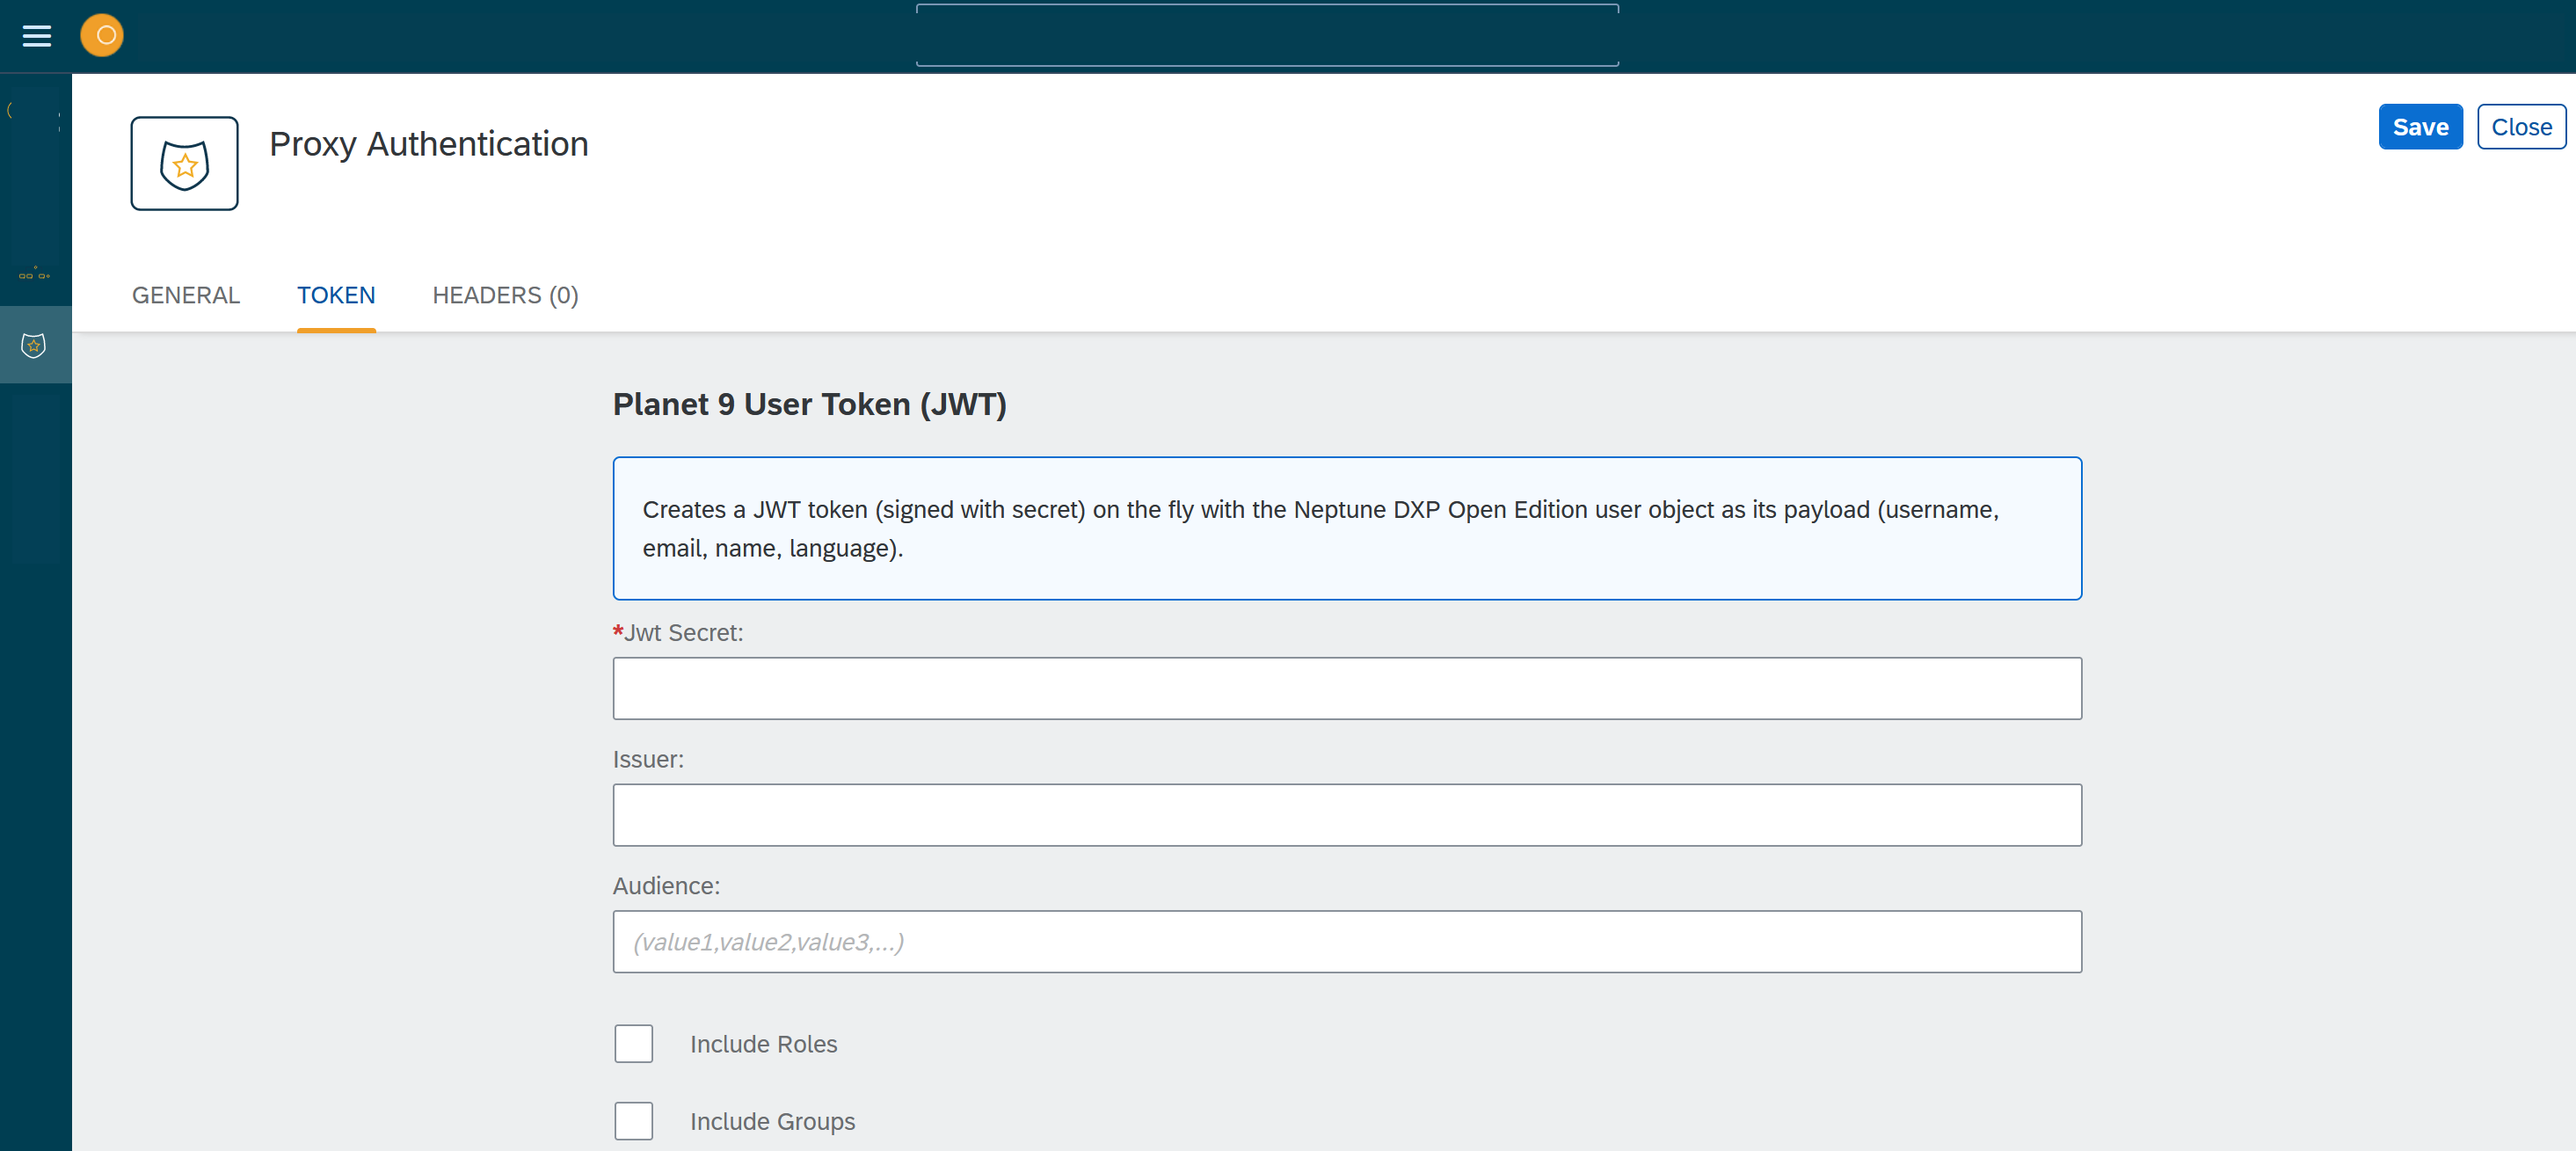 Proxy Authentication
Save
Close
GENERAL
TOKEN
HEADERS (0)
Planet 9 User Token (JWT)
Creates a JWT token (signed with secret) on the fly with the Neptune DXP Open Edition user object as its payload (username,
email, name, language).
*Jwt Secret:
Issuer:
Audience:
(value1,value2,value3,...)
Include Roles
Include Groups